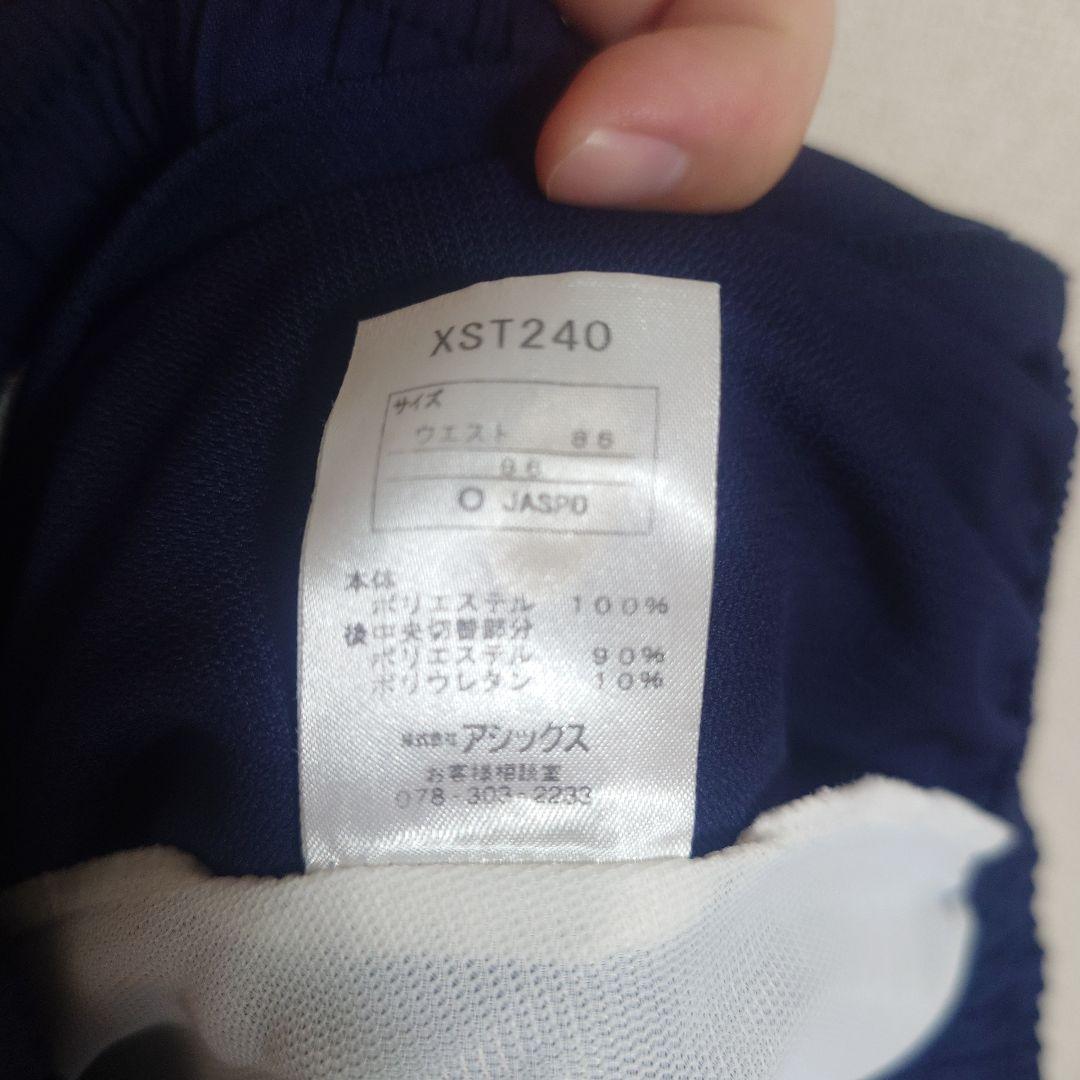 XST240
サイズ
ウエスト 86
96
O JASPO
本体
ポリエステル 100%
後中央切替部分
ポリエステル 90%
ポリウレタン 10%
株式会社アシックス
お客様相談室
078-303-2233